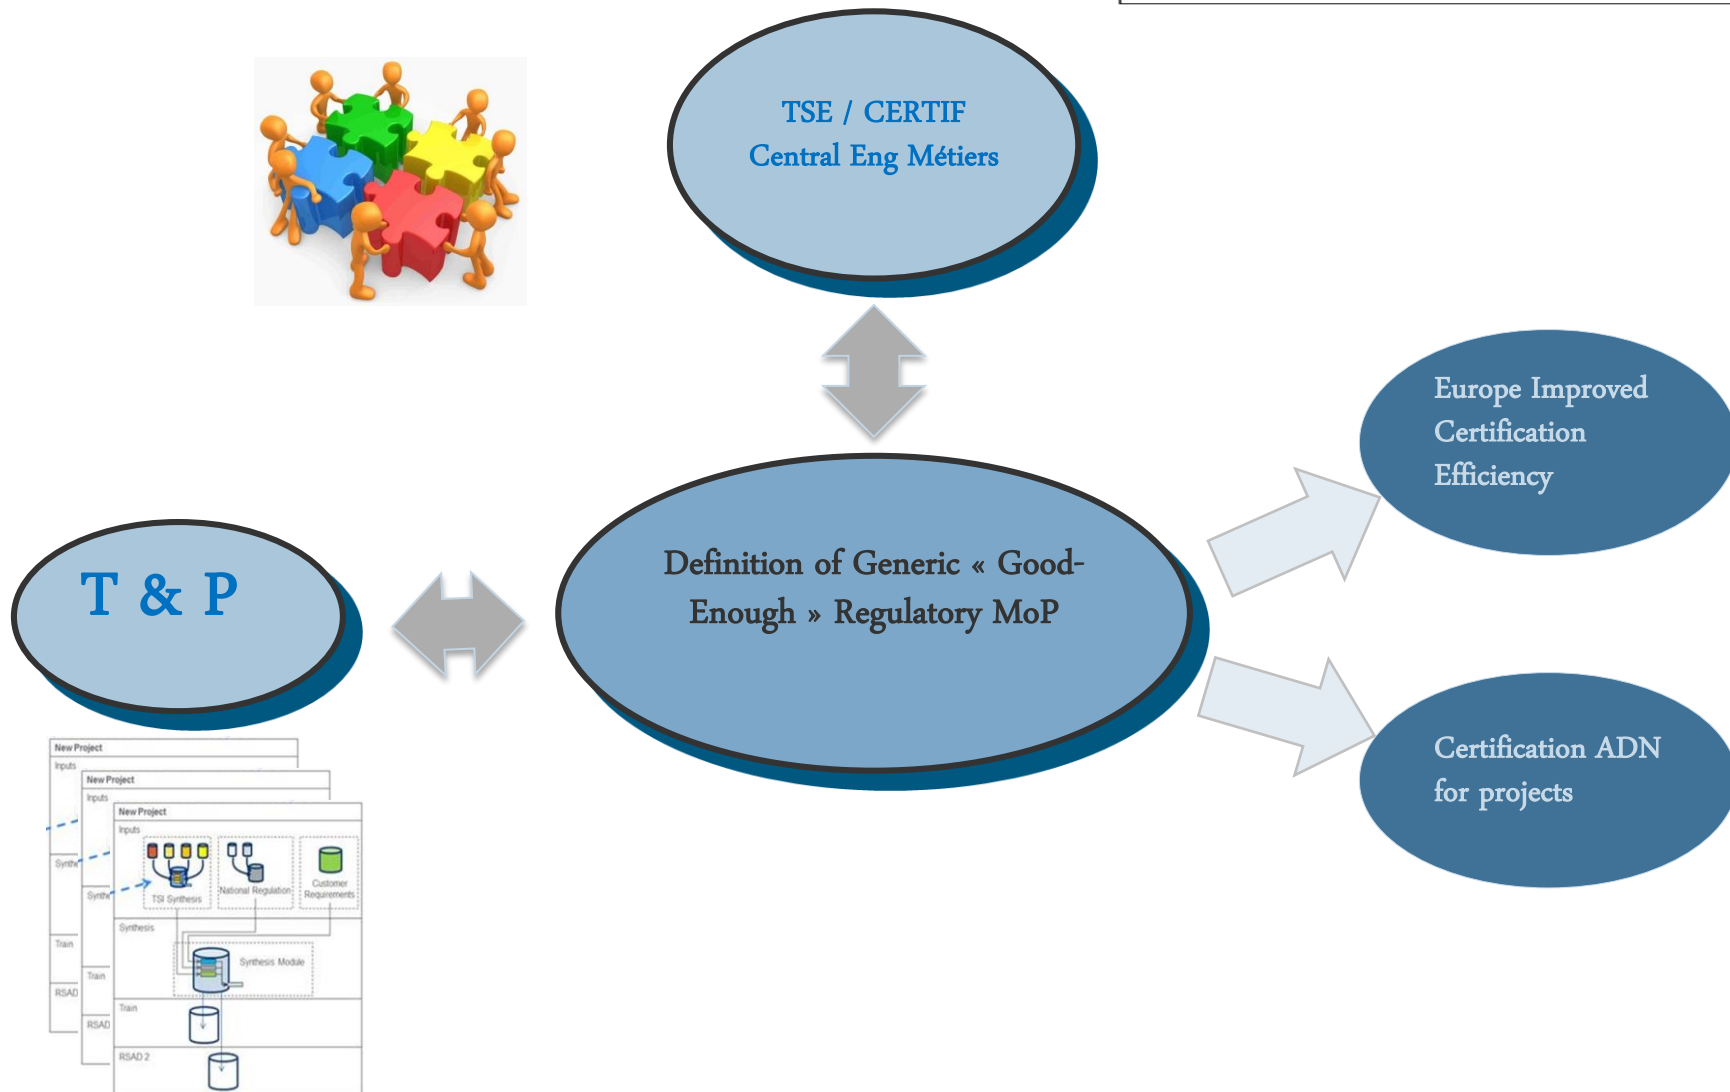 TSE / CERTIF
Central Eng Métiers
Europe Improved
Certification
Efficiency
Definition of Generic « Good-
Enough » Regulatory MoP
T & P
Certification ADN
for projects
New Project
Inputs
Synthe
Train
RSAD
New Project
Inputs
Synthe
Train
RSAD
New Project
Inputs
TSI Synthesis
National Regulation
Customer
Requirements
Synthesis
Synthesis Module
Train
RSAD 2